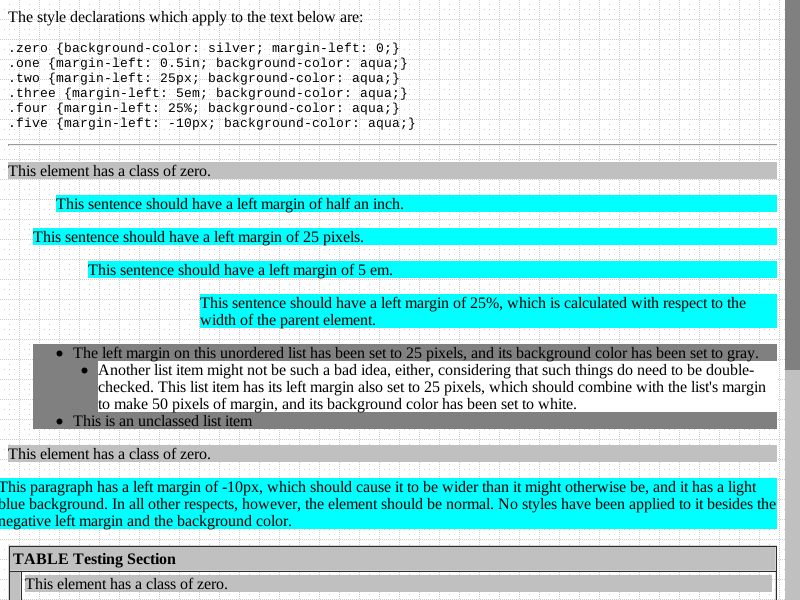 The style declarations which apply to the text below are:
.zero {background-color: silver; margin-left: 0;}
.one {margin-left: 0.5in; background-color: aqua;}
.two {margin-left: 25px; background-color: aqua;}
.three {margin-left: 5em; background-color: aqua;}
.four {margin-left: 25%; background-color: aqua;}
.five {margin-left: -10px; background-color: aqua;}
This element has a class of zero.
This sentence should have a left margin of half an inch.
This sentence should have a left margin of 25 pixels.
This sentence should have a left margin of 5 em.
This sentence should have a left margin of 25%, which is calculated with respect to the
width of the parent element.
The left margin on this unordered list has been set to 25 pixels, and its background color has been set to gray.
Another list item might not be such a bad idea, either, considering that such things do need to be double-
checked. This list item has its left margin also set to 25 pixels, which should combine with the list's margin
to make 50 pixels of margin, and its background color has been set to white.
This is an unclassed list item
This element has a class of zero.
This paragraph has a left margin of -10px, which should cause it to be wider than it might otherwise be, and it has a light
blue background. In all other respects, however, the element should be normal. No styles have been applied to it besides the
negative left margin and the background color.
TABLE Testing Section
This element has a class of zero.